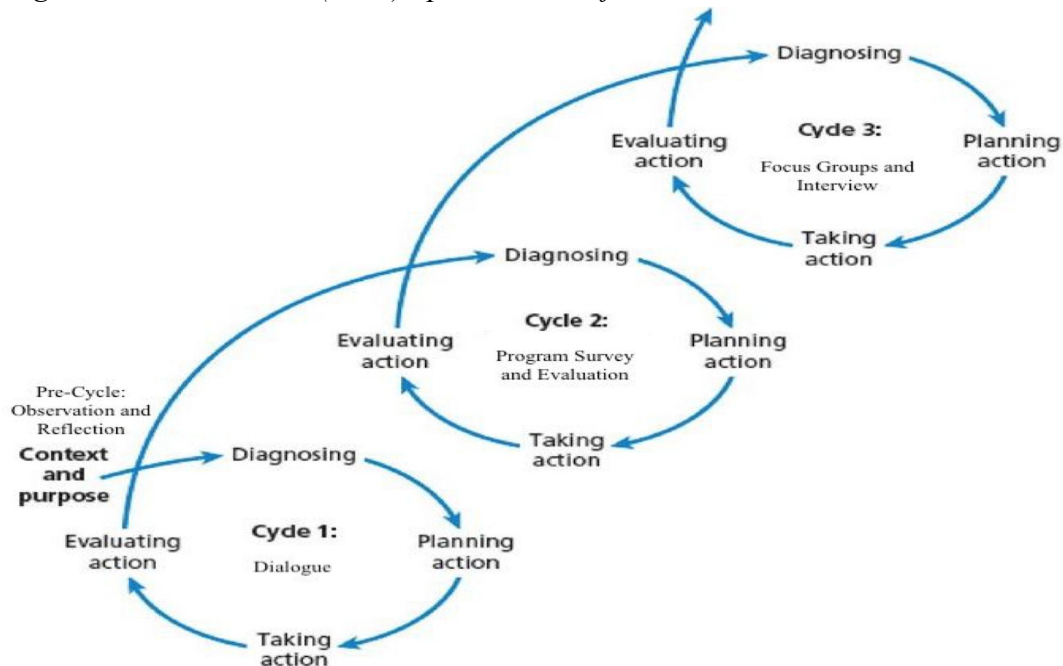 Diagnosing
Evaluating
action
Cycle 3:
Focus Groups and
Interview
Planning
action
Taking
action
Diagnosing
Evaluating
action
Cycle 2:
Program Survey
and Evaluation
Planning
action
Taking
action
Pre-Cycle:
Observation and
Reflection
Context
and
purpose
Diagnosing
Evaluating
action
Cycle 1:
Dialogue
Planning
action
Taking
action